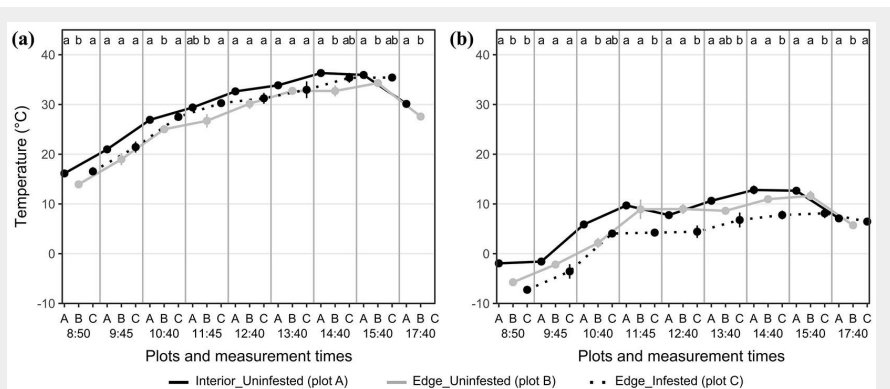 (a) a b a a a a a b a ab b a a a a a a a a b ab a b ab a b
(b) a b b a a a a b ab a a b a a b a ab b a a b a a b a b a
Temperature (°C)
40
30
20
10
0
-10
40
30
20
10
0
-10
A B C A B C A B C A B C A B C A B C A B C A B C A B C
8:50 9:45 10:40 11:45 12:40 13:40 14:40 15:40 17:40
Plots and measurement times
A B C A B C A B C A B C A B C A B C A B C A B C A B C
8:50 9:45 10:40 11:45 12:40 13:40 14:40 15:40 17:40
Plots and measurement times
Interior_Uninfested (plot A) Edge_Uninfested (plot B) Edge_Infested (plot C)